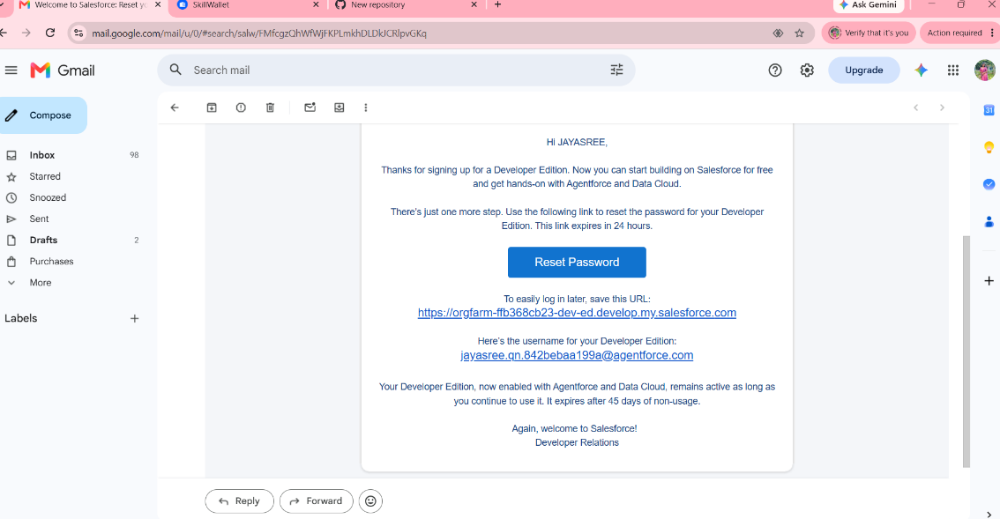 Welcome to Salesforce: Reset yo
SkillWallet
New repository
Ask Gemini
mail.google.com/mail/u/0/#search/salw/FMfcgzQhWfWjFKPLmkhDLDkJCRlpvGKq
Verify that it's you
Action required
Gmail
Search mail
Upgrade
Compose
31
Inbox 98
Starred
Snoozed
Sent
Drafts 2
Purchases
More
Labels
Hi JAYASREE,
Thanks for signing up for a Developer Edition. Now you can start building on Salesforce for free
and get hands-on with Agentforce and Data Cloud.
There's just one more step. Use the following link to reset the password for your Developer
Edition. This link expires in 24 hours.
Reset Password
To easily log in later, save this URL:
https://orgfarm-ffb368cb23-dev-ed.develop.my.salesforce.com
Here's the username for your Developer Edition:
jayasree.qn.842bebaa199a@agentforce.com
Your Developer Edition, now enabled with Agentforce and Data Cloud, remains active as long as
you continue to use it. It expires after 45 days of non-usage.
Again, welcome to Salesforce!
Developer Relations
Reply
Forward